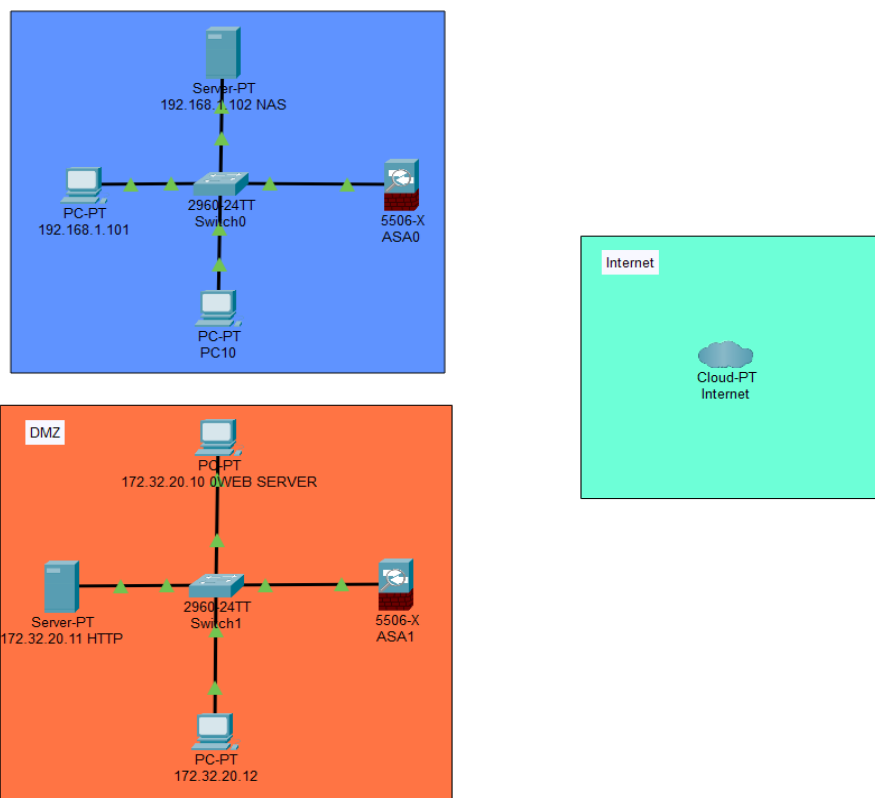 Server-PT
192.168.1.102 NAS
PC-PT
192.168.1.101
2960-24TT
Switch0
5506-X
ASA0
PC-PT
PC10
Internet
Cloud-PT
Internet
DMZ
PC-PT
172.32.20.10 0WEB SERVER
Server-PT
172.32.20.11 HTTP
2960-24TT
Switch1
5506-X
ASA1
PC-PT
172.32.20.12